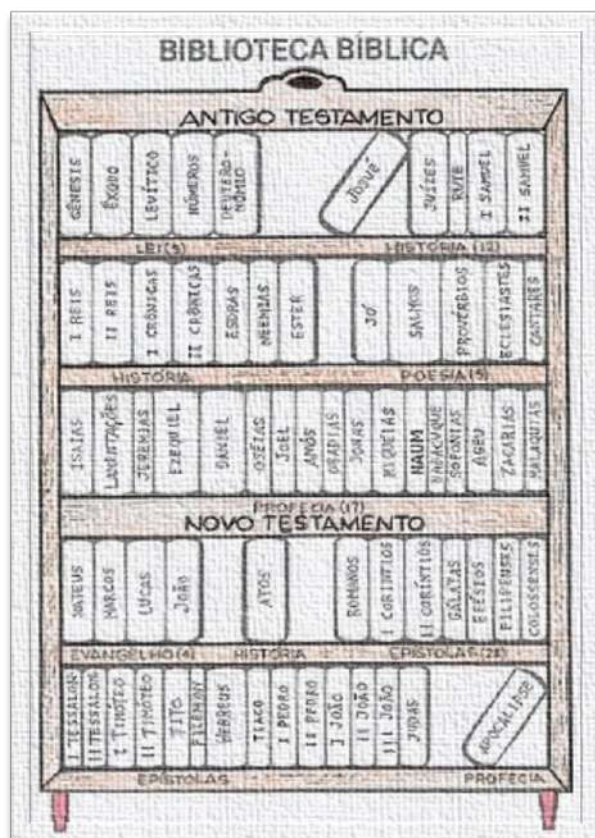 BIBLIOTECA BÍBLICA
ANTIGO TESTAMENTO
GÊNESIS
ÊXODO
LEVÍTICO
NÚMEROS
DEUTERO-
NÔMIO
JOSUÉ
JUÍZES
RUTE
I SAMUEL
II SAMUEL
LEI(5)
HISTÓRIA (12)
I REIS
II REIS
I CRÔNICAS
II CRÔNICAS
ESDRAS
NEEMIAS
ESTER
JÓ
SALMOS
PROVÉRBIOS
ECLESIASTES
CANTARES
HISTÓRIA
POESIA(5)
ISAÍAS
LAMENTAÇÕES
JEREMIAS
EZEQUIEL
DANIEL
OSÉIAS
JOEL
AMÓS
OBADIAS
JONAS
MIQUÉIAS
NAUM
HABACUQUE
SOFONIAS
AGEU
ZACARIAS
MALAQUIAS
PROFECIA (17)
NOVO TESTAMENTO
MATEUS
MARCOS
LUCAS
JOÃO
ATOS
ROMANOS
I CORÍNTIOS
II CORÍNTIOS
GÁLATAS
EFÉSIOS
FILIPENSES
COLOSSENSES
EVANGELHO(4)
HISTÓRIA
EPÍSTOLAS (21)
I TESSALON
II TESSALON
I TIMÓTEO
II TIMÓTEO
TITO
FILEMON
HEBREUS
TIAGO
I PEDRO
II PEDRO
I JOÃO
II JOÃO
III JOÃO
JUDAS
APOCALIPSE
EPÍSTOLAS
PROFECIA